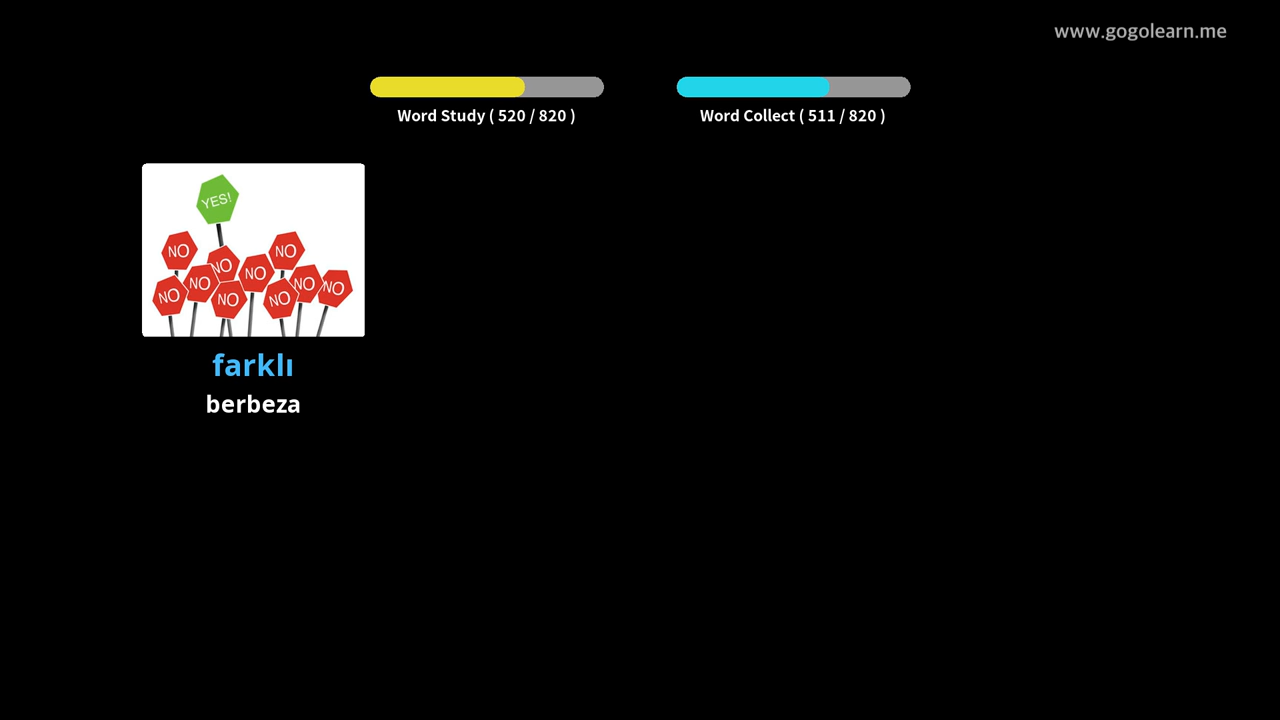 www.gogolearn.me
Word Study ( 520 / 820 )
Word Collect ( 511 / 820 )
YES!
NO
NO
NO
NO
NO
NO
NO
NO
NO
NO
farklı
berbeza